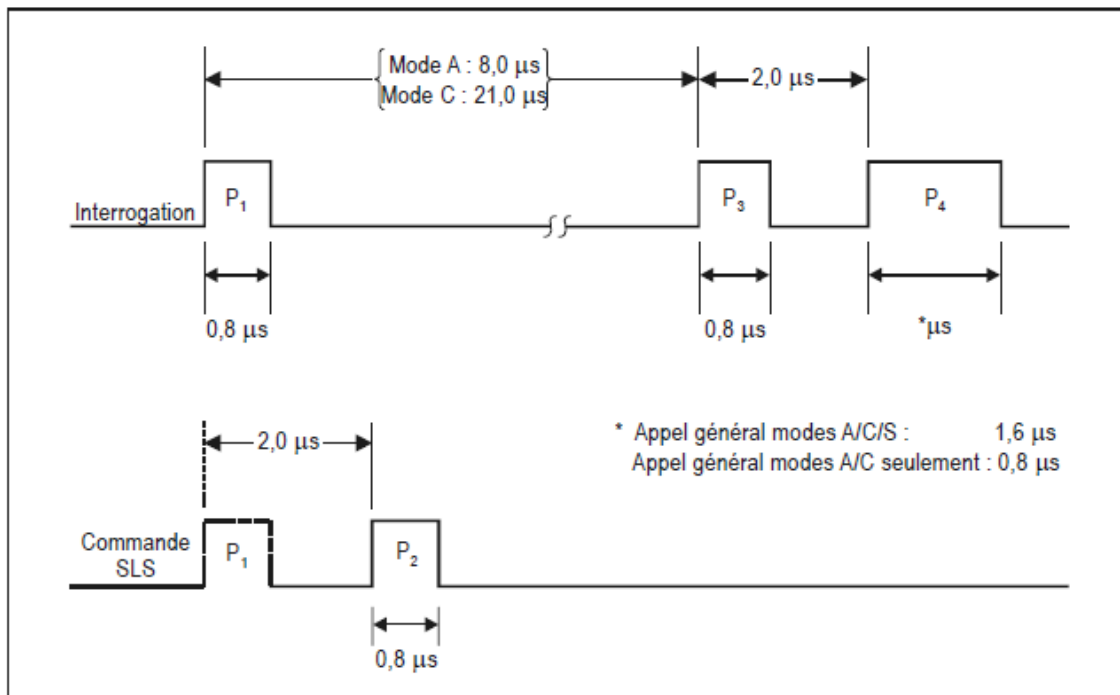 Mode A : 8,0 μs
Mode C : 21,0 μs
2,0 μs
Interrogation
P1
P3
P4
0,8 μs
0,8 μs
*μs
2,0 μs
* Appel général modes A/C/S : 1,6 μs
Appel général modes A/C seulement : 0,8 μs
Commande
SLS
P1
P2
0,8 μs